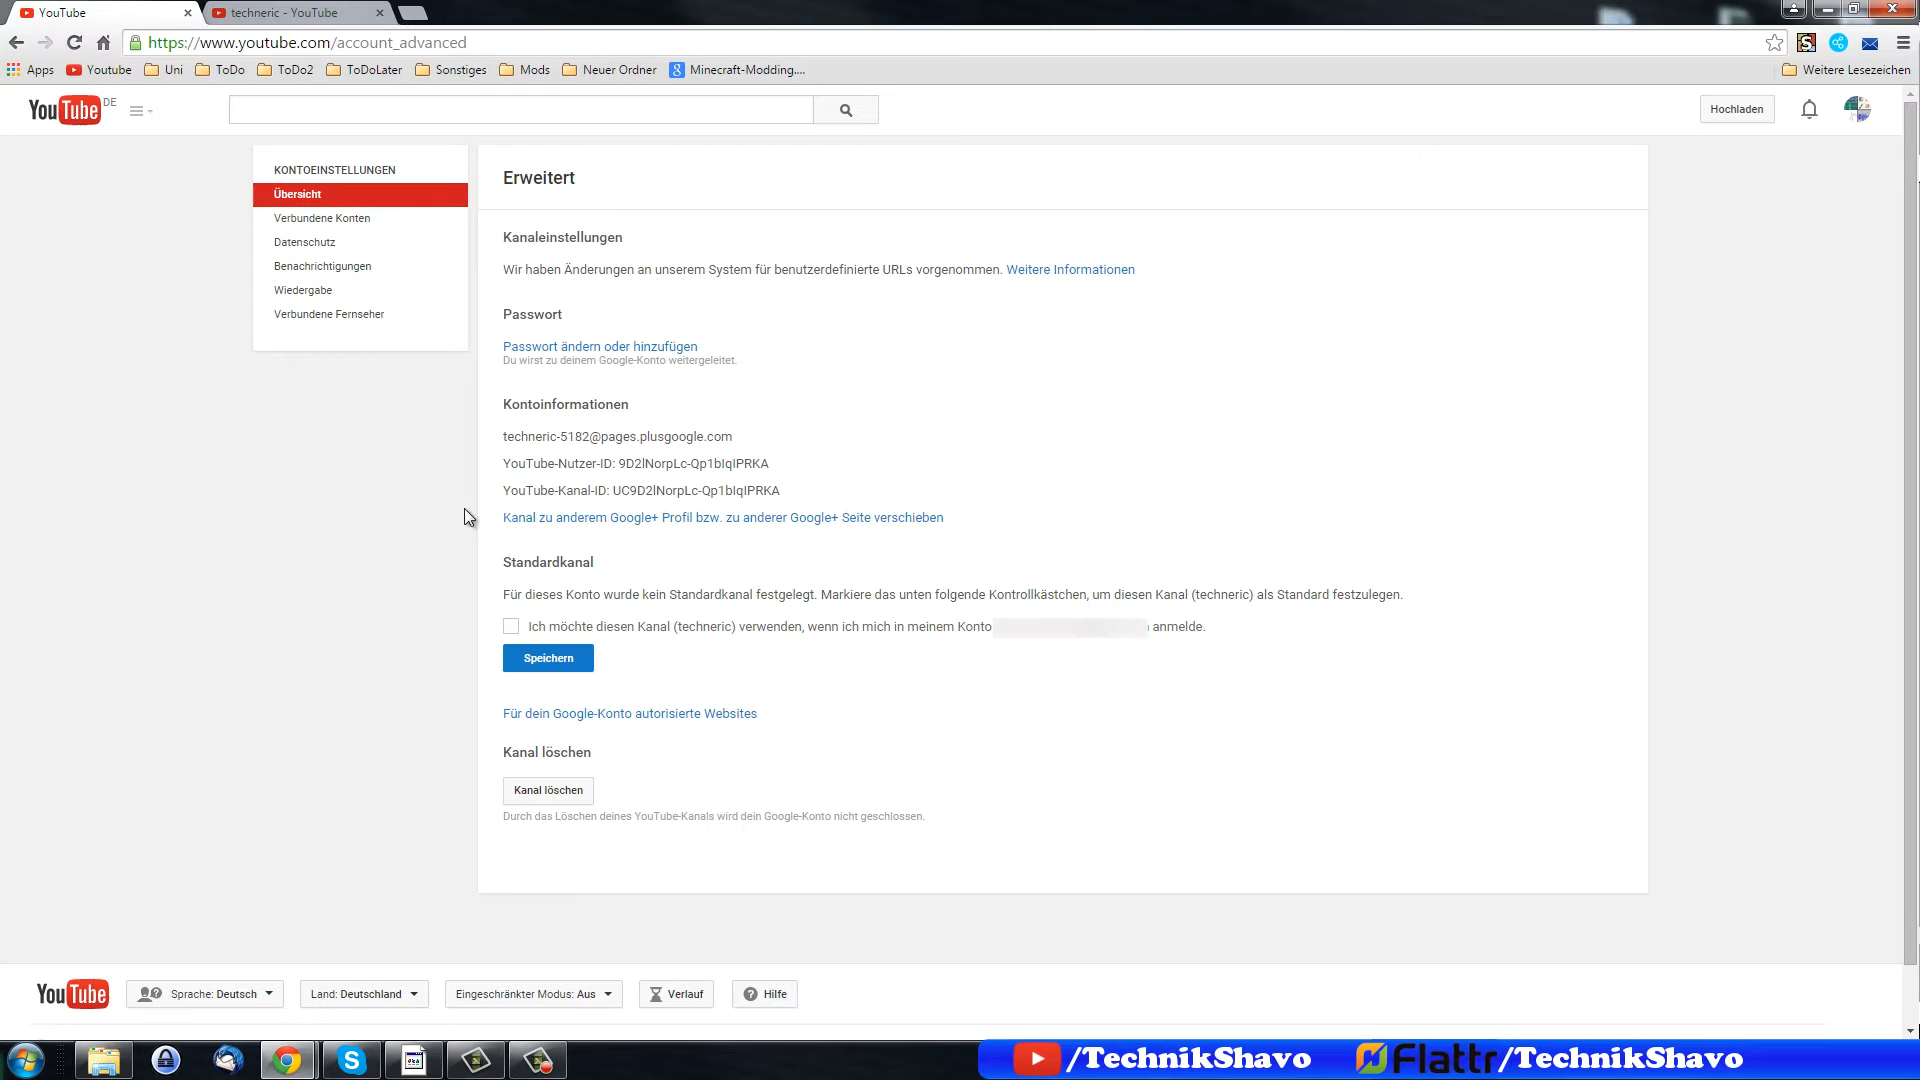 YouTube
techneric - YouTube
https://www.youtube.com/account_advanced
Apps Youtube Uni ToDo ToDo2 ToDoLater Sonstiges Mods Neuer Ordner Minecraft-Modding.... Weitere Lesezeichen
YouTube DE
Hochladen
KONTOEINSTELLUNGEN
Übersicht
Verbundene Konten
Datenschutz
Benachrichtigungen
Wiedergabe
Verbundene Fernseher
Erweitert
Kanaleinstellungen
Wir haben Änderungen an unserem System für benutzerdefinierte URLs vorgenommen. Weitere Informationen
Passwort
Passwort ändern oder hinzufügen
Du wirst zu deinem Google-Konto weitergeleitet.
Kontoinformationen
techneric-5182@pages.plusgoogle.com
YouTube-Nutzer-ID: 9D2lNorpLc-Qp1bIqIPRKA
YouTube-Kanal-ID: UC9D2lNorpLc-Qp1bIqIPRKA
Kanal zu anderem Google+ Profil bzw. zu anderer Google+ Seite verschieben
Standardkanal
Für dieses Konto wurde kein Standardkanal festgelegt. Markiere das unten folgende Kontrollkästchen, um diesen Kanal (techneric) als Standard festzulegen.
Ich möchte diesen Kanal (techneric) verwenden, wenn ich mich in meinem Konto anmelde.
Speichern
Für dein Google-Konto autorisierte Websites
Kanal löschen
Kanal löschen
Durch das Löschen deines YouTube-Kanals wird dein Google-Konto nicht geschlossen.
YouTube Sprache: Deutsch Land: Deutschland Eingeschränkter Modus: Aus Verlauf Hilfe
/TechnikShavo Flattr/TechnikShavo